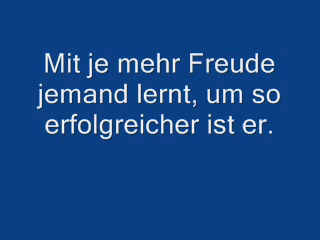 Mit je mehr Freude
jemand lernt, um so
erfolgreicher ist er.